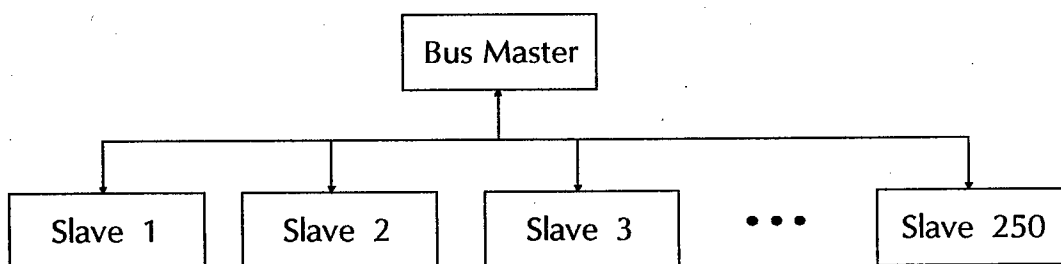 Bus Master
Slave 1
Slave 2
Slave 3
•••
Slave 250